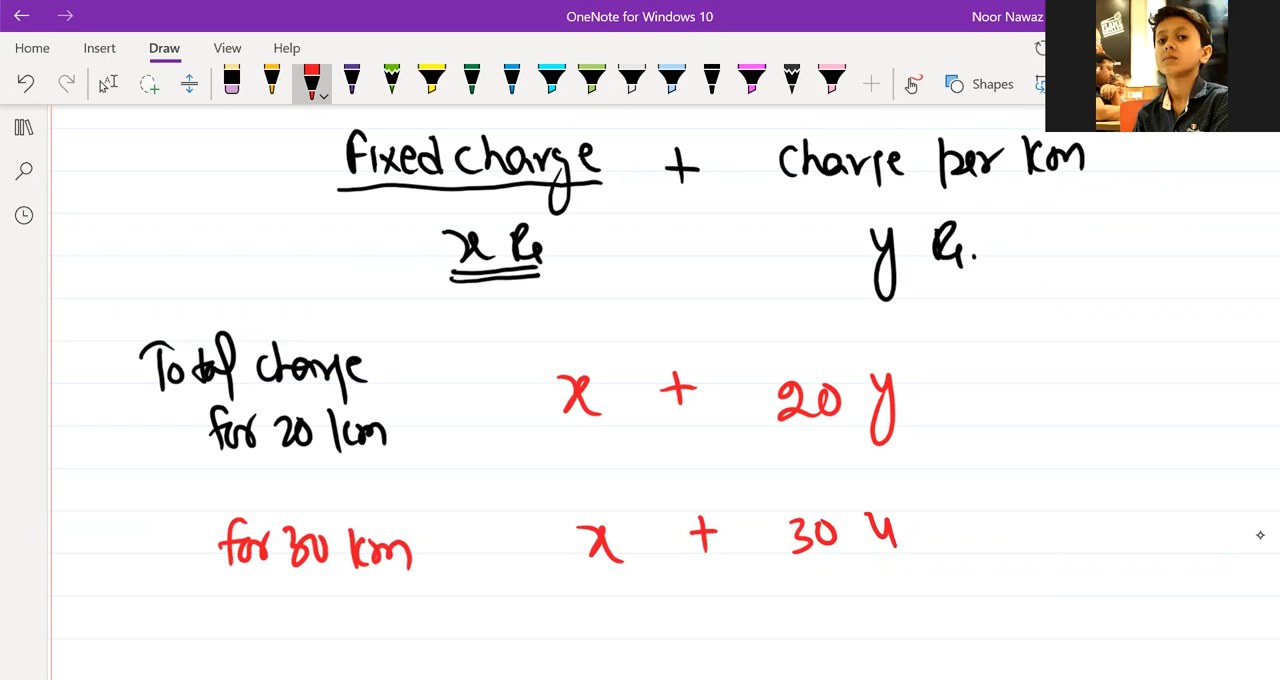 OneNote for Windows 10
Noor Nawaz
Home Insert Draw View Help
Shapes
fixed charge + charge per km
x Rs y Rs.
Total charge
for 20 km x + 20 y
for 30 km x + 30 y